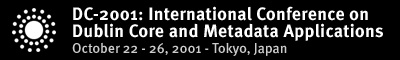 DC-2001: International Conference on
Dublin Core and Metadata Applications
October 22 - 26, 2001 - Tokyo, Japan